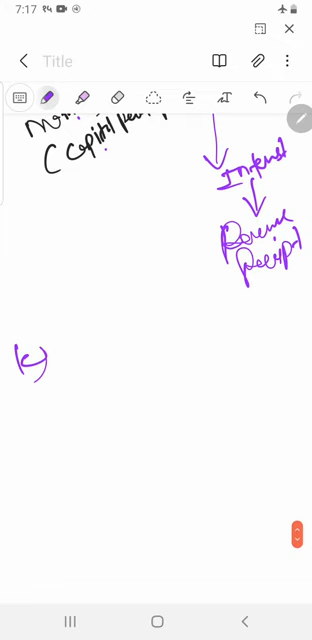 7:17
Title
(Capital
Interest
Revenue
Receipt
(c)